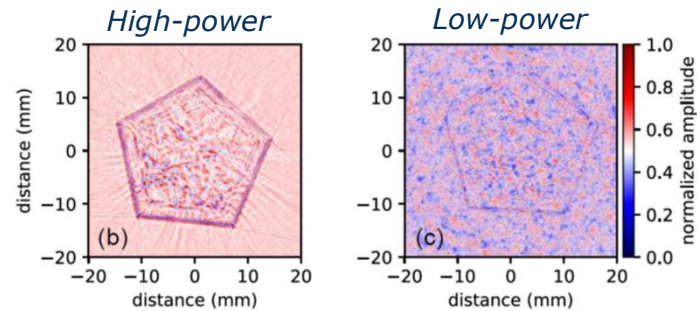 High-power
Low-power
20
10
0
−10
−20
distance (mm)
(b)
−20 −10 0 10 20
distance (mm)
20
10
0
−10
−20
(c)
−20 −10 0 10 20
distance (mm)
1.0
0.8
0.6
0.4
0.2
0.0
normalized amplitude